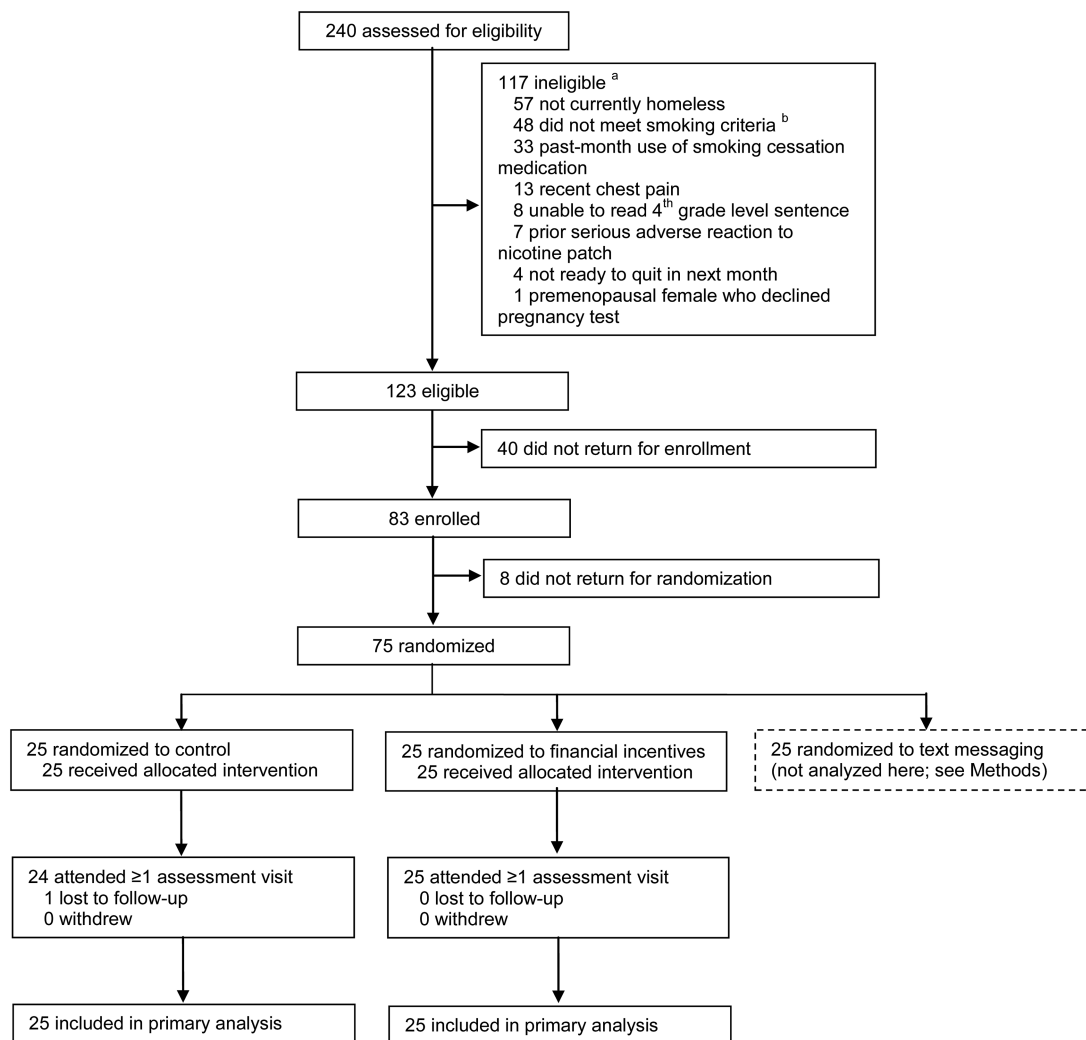 240 assessed for eligibility
117 ineligible a
57 not currently homeless
48 did not meet smoking criteria b
33 past-month use of smoking cessation
medication
13 recent chest pain
8 unable to read 4th grade level sentence
7 prior serious adverse reaction to
nicotine patch
4 not ready to quit in next month
1 premenopausal female who declined
pregnancy test
123 eligible
40 did not return for enrollment
83 enrolled
8 did not return for randomization
75 randomized
25 randomized to control
25 received allocated intervention
25 randomized to financial incentives
25 received allocated intervention
25 randomized to text messaging
(not analyzed here; see Methods)
24 attended ≥1 assessment visit
1 lost to follow-up
0 withdrew
25 attended ≥1 assessment visit
0 lost to follow-up
0 withdrew
25 included in primary analysis
25 included in primary analysis